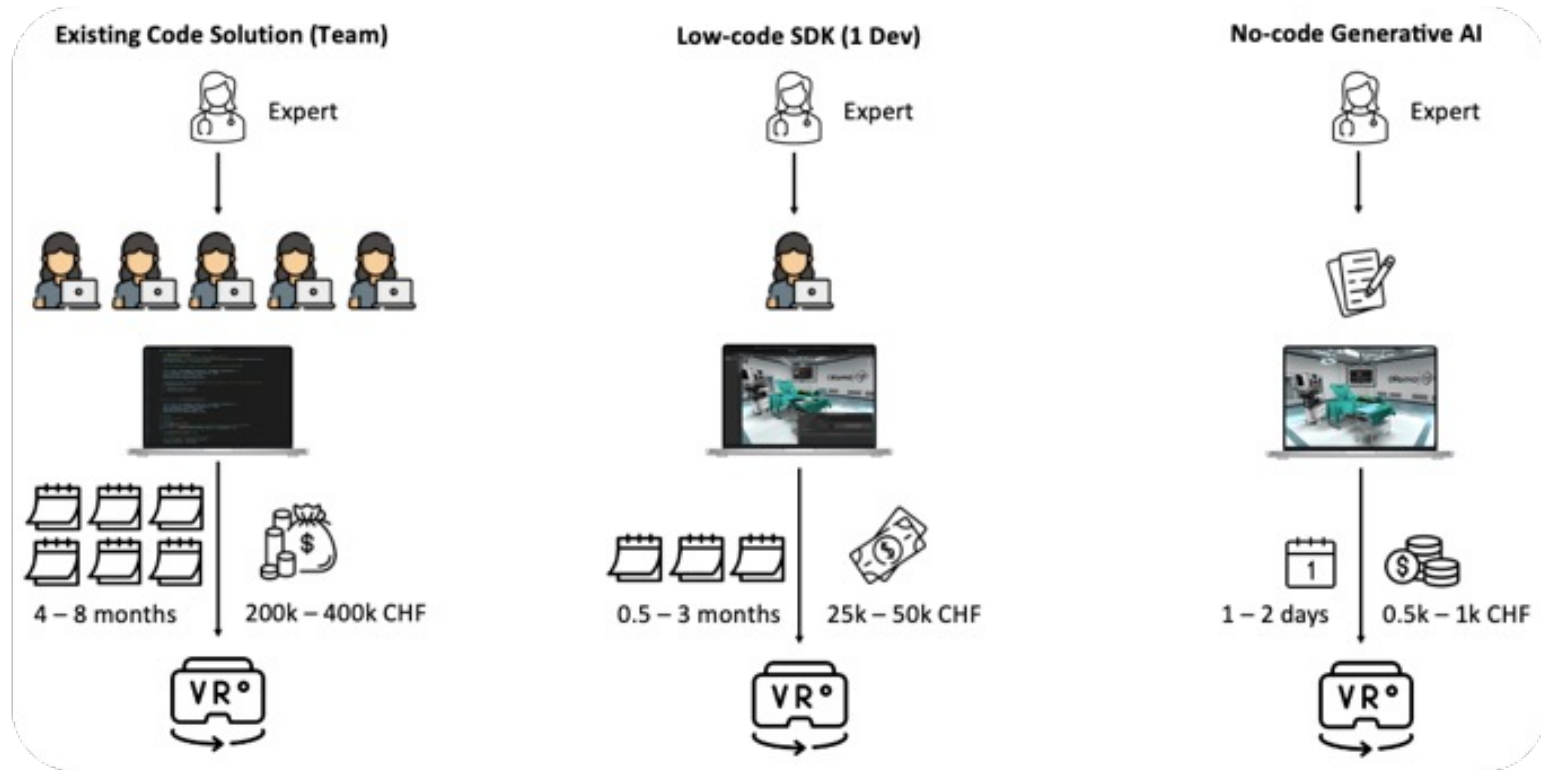 Existing Code Solution (Team)
Expert
4 – 8 months
200k – 400k CHF
VR°
Low-code SDK (1 Dev)
Expert
0.5 – 3 months
25k – 50k CHF
VR°
No-code Generative AI
Expert
1
1 – 2 days
0.5k – 1k CHF
VR°